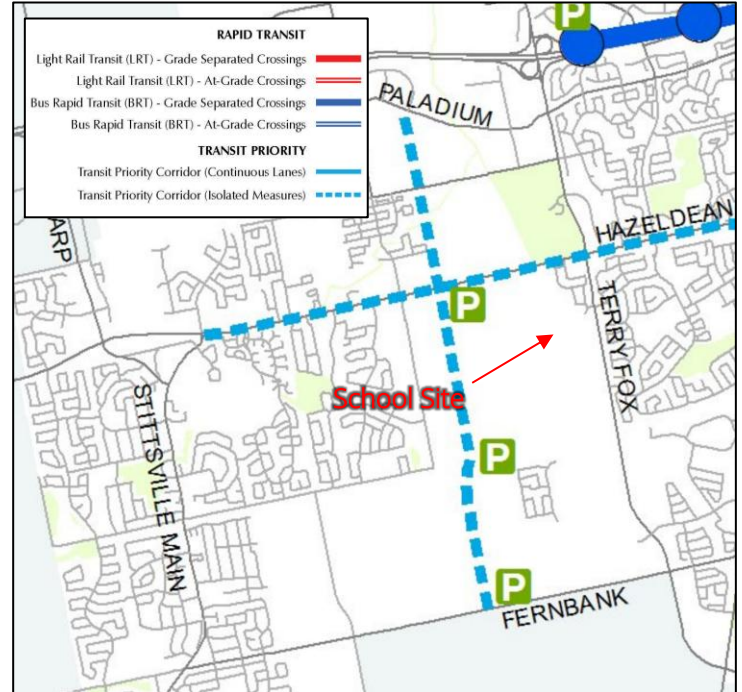 RAPID TRANSIT
Light Rail Transit (LRT) - Grade Separated Crossings
Light Rail Transit (LRT) - At-Grade Crossings
Bus Rapid Transit (BRT) - Grade Separated Crossings
Bus Rapid Transit (BRT) - At-Grade Crossings
TRANSIT PRIORITY
Transit Priority Corridor (Continuous Lanes)
Transit Priority Corridor (Isolated Measures)
P
PALADIUM
ARP
HAZELDEAN
P
TERRY FOX
School Site
STITTSVILLE MAIN
P
P
FERNBANK